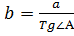 b = a / Tg∠A